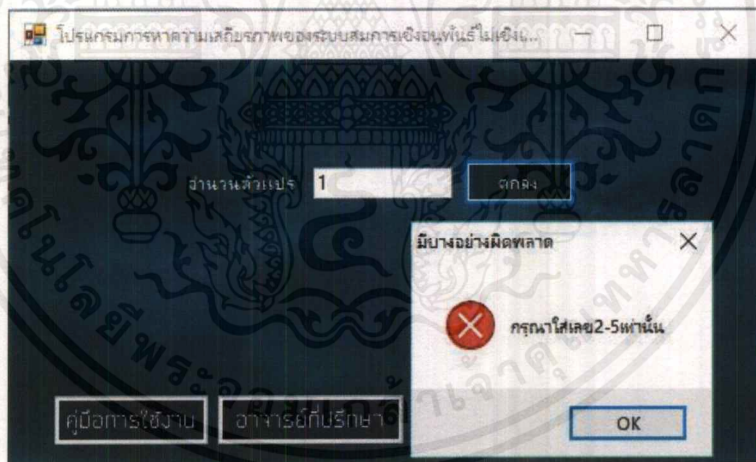 โปรแกรมการหาความเสถียรภาพของระบบสมการเชิงอนุพันธ์ไม่เชิงเ...
จำนวนตัวแปร 1 ตกลง
มีบางอย่างผิดพลาด
กรุณาใส่เลข2-5เท่านั้น
OK
คู่มือการใช้งาน อาจารย์ที่ปรึกษา